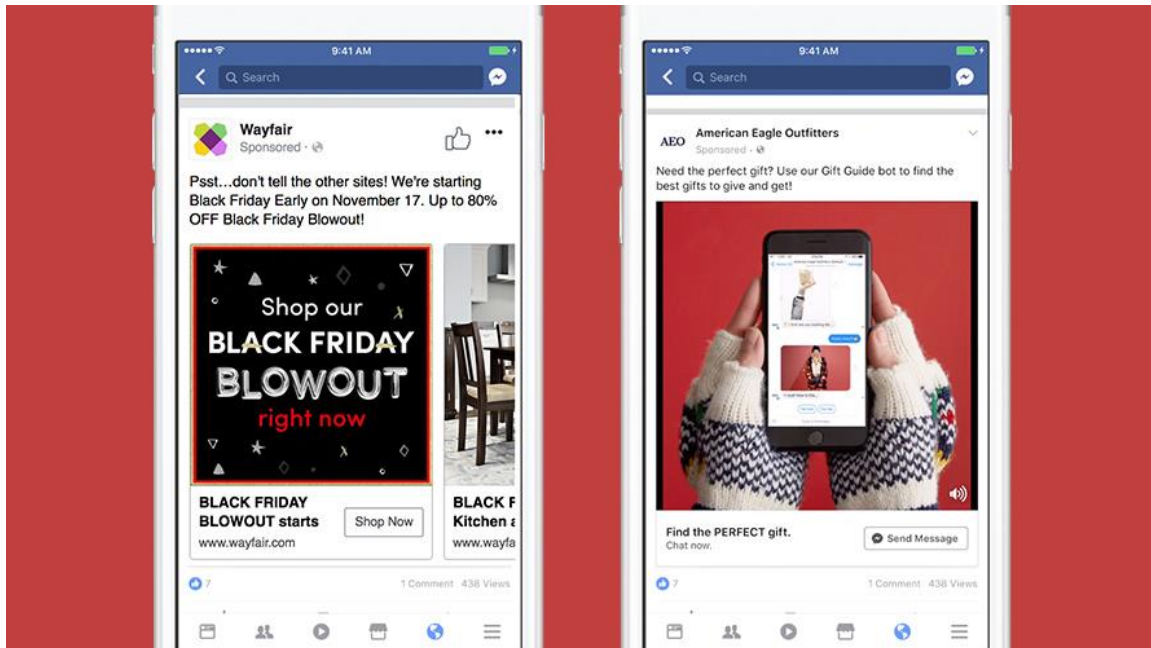 9:41 AM
Search
Wayfair
Sponsored
Psst…don't tell the other sites! We're starting
Black Friday Early on November 17. Up to 80%
OFF Black Friday Blowout!
Shop our
BLACK FRIDAY
BLOWOUT
right now
BLACK FRIDAY
BLOWOUT starts
Shop Now
www.wayfair.com
BLACK F
Kitchen a
www.wayfa
7
1 Comment 438 Views
9:41 AM
Search
AEO
American Eagle Outfitters
Sponsored
Need the perfect gift? Use our Gift Guide bot to find the
best gifts to give and get!
Find the PERFECT gift.
Chat now.
Send Message
7
1 Comment 438 Views